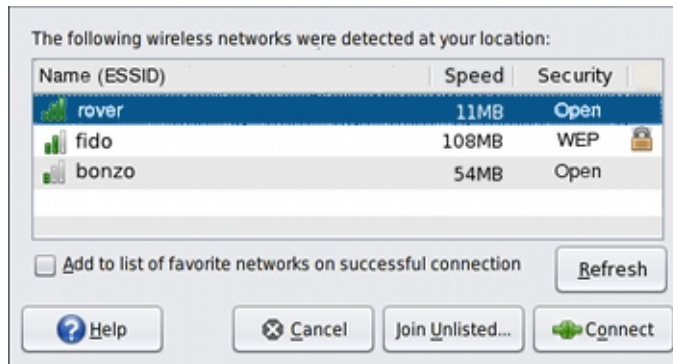 The following wireless networks were detected at your location:
Name (ESSID) Speed Security
rover 11MB Open
fido 108MB WEP
bonzo 54MB Open
Add to list of favorite networks on successful connection
Refresh
Help Cancel Join Unlisted... Connect